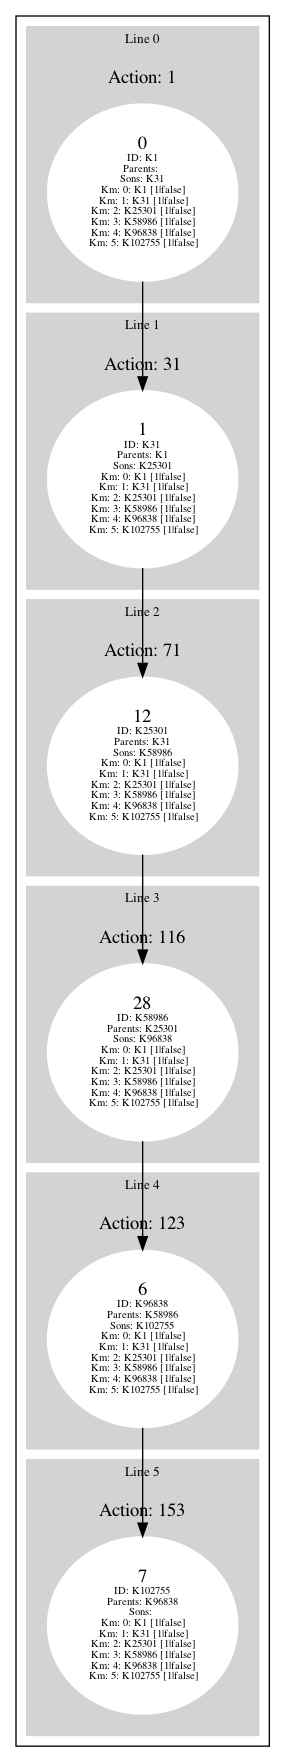 Line 0
Action: 1
0
ID: K1
Parents:
Sons: K31
Km: 0: K1 [1|false]
Km: 1: K31 [1|false]
Km: 2: K25301 [1|false]
Km: 3: K58986 [1|false]
Km: 4: K96838 [1|false]
Km: 5: K102755 [1|false]
Line 1
Action: 31
1
ID: K31
Parents: K1
Sons: K25301
Km: 0: K1 [1|false]
Km: 1: K31 [1|false]
Km: 2: K25301 [1|false]
Km: 3: K58986 [1|false]
Km: 4: K96838 [1|false]
Km: 5: K102755 [1|false]
Line 2
Action: 71
12
ID: K25301
Parents: K31
Sons: K58986
Km: 0: K1 [1|false]
Km: 1: K31 [1|false]
Km: 2: K25301 [1|false]
Km: 3: K58986 [1|false]
Km: 4: K96838 [1|false]
Km: 5: K102755 [1|false]
Line 3
Action: 116
28
ID: K58986
Parents: K25301
Sons: K96838
Km: 0: K1 [1|false]
Km: 1: K31 [1|false]
Km: 2: K25301 [1|false]
Km: 3: K58986 [1|false]
Km: 4: K96838 [1|false]
Km: 5: K102755 [1|false]
Line 4
Action: 123
6
ID: K96838
Parents: K58986
Sons: K102755
Km: 0: K1 [1|false]
Km: 1: K31 [1|false]
Km: 2: K25301 [1|false]
Km: 3: K58986 [1|false]
Km: 4: K96838 [1|false]
Km: 5: K102755 [1|false]
Line 5
Action: 153
7
ID: K102755
Parents: K96838
Sons:
Km: 0: K1 [1|false]
Km: 1: K31 [1|false]
Km: 2: K25301 [1|false]
Km: 3: K58986 [1|false]
Km: 4: K96838 [1|false]
Km: 5: K102755 [1|false]